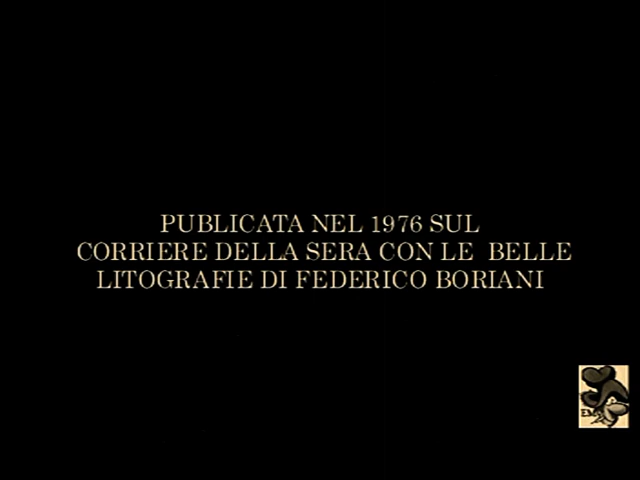 PUBLICATA NEL 1976 SUL
CORRIERE DELLA SERA CON LE BELLE
LITOGRAFIE DI FEDERICO BORIANI